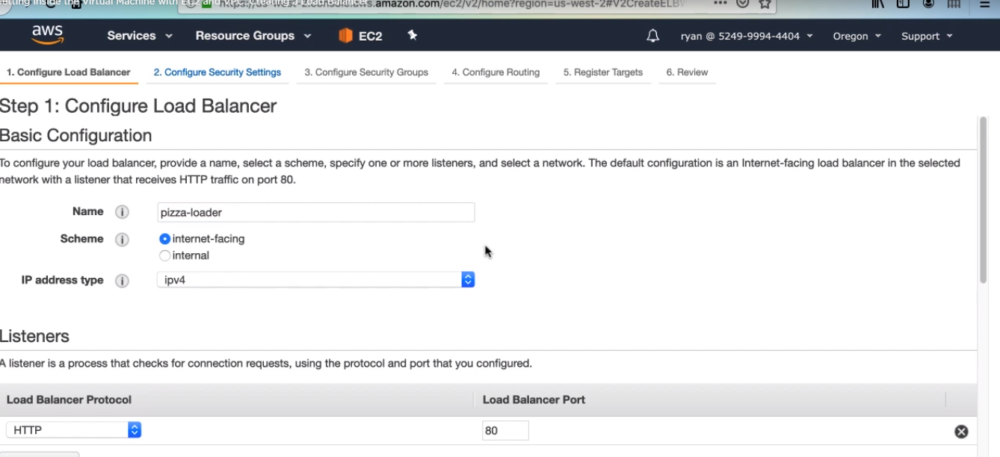 etting Inside the Virtual Machine with EC2 and VPC: Creating a Load Balancer
s.amazon.com/ec2/v2/home?region=us-west-2#V2CreateELBW
aws Services Resource Groups EC2 ryan @ 5249-9994-4404 Oregon Support
1. Configure Load Balancer 2. Configure Security Settings 3. Configure Security Groups 4. Configure Routing 5. Register Targets 6. Review
Step 1: Configure Load Balancer
Basic Configuration
To configure your load balancer, provide a name, select a scheme, specify one or more listeners, and select a network. The default configuration is an Internet-facing load balancer in the selected
network with a listener that receives HTTP traffic on port 80.
Name i pizza-loader
Scheme i internet-facing
internal
IP address type i ipv4
Listeners
A listener is a process that checks for connection requests, using the protocol and port that you configured.
Load Balancer Protocol Load Balancer Port
HTTP 80